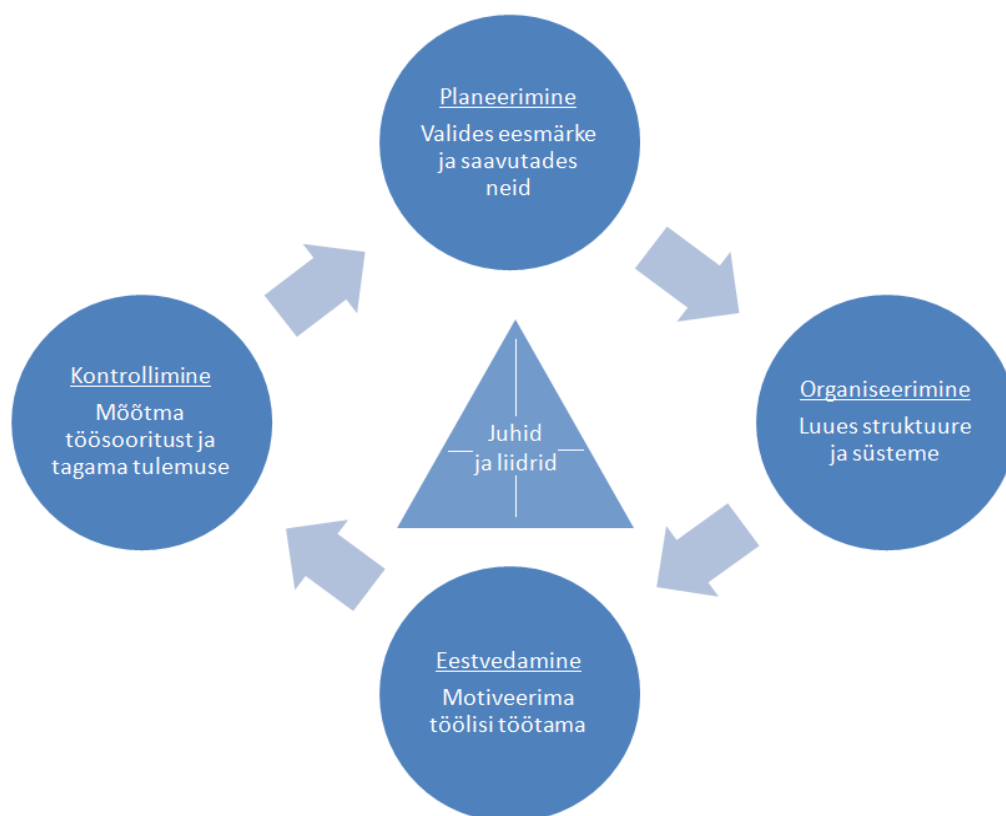 Planeerimine
Valides eesmärke
ja saavutades
neid
Kontrollimine
Mõõtma
töösooritust ja
tagama tulemuse
Juhid
ja liidrid
Organiseerimine
Luues struktuure
ja süsteme
Eestvedamine
Motiveerima
töölisi töötama